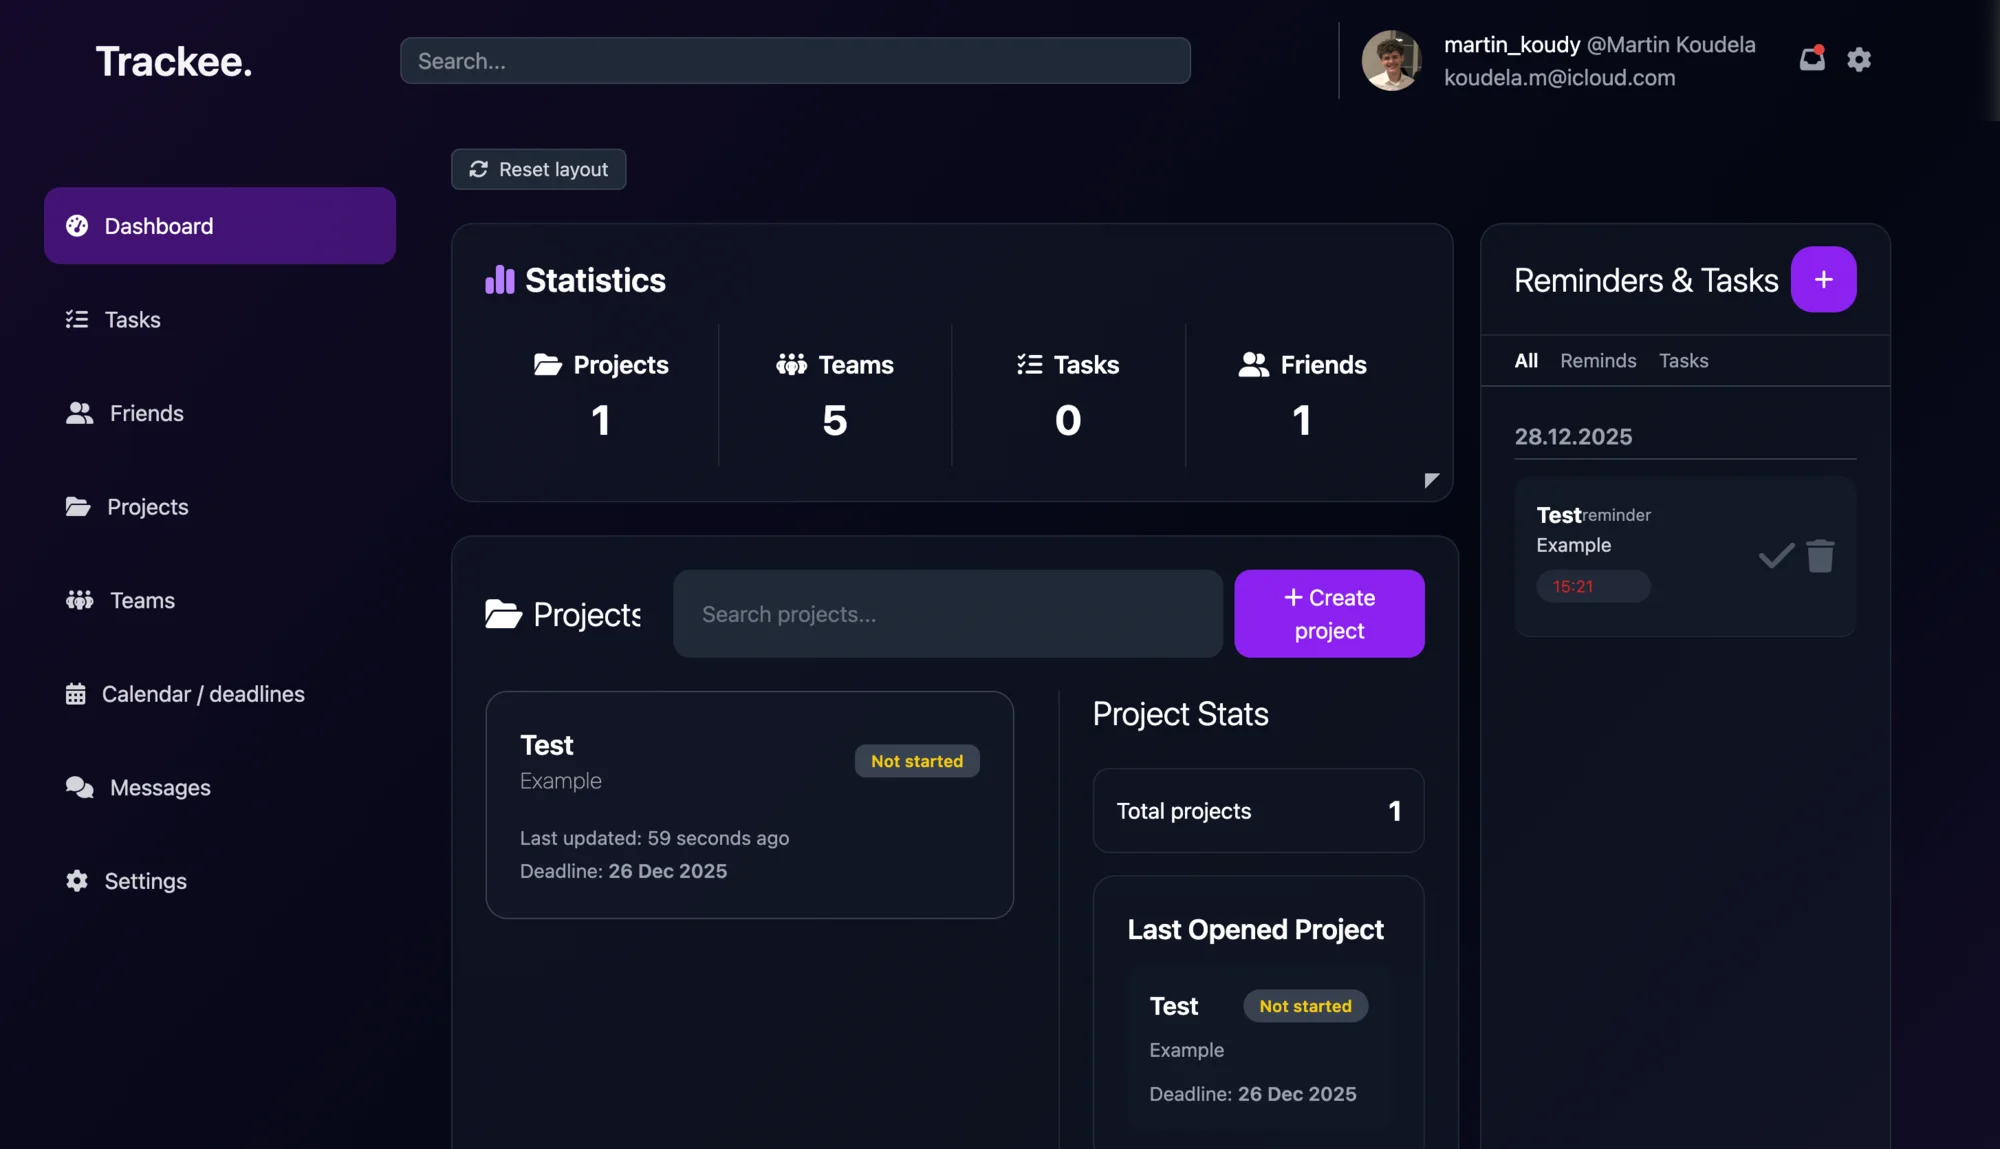 Trackee.
Search...
martin_koudy @Martin Koudela
koudela.m@icloud.com
Reset layout
Dashboard
Tasks
Friends
Projects
Teams
Calendar / deadlines
Messages
Settings
Statistics
Projects
1
Teams
5
Tasks
0
Friends
1
Projects
Search projects...
+ Create
project
Test
Example
Not started
Last updated: 59 seconds ago
Deadline: 26 Dec 2025
Project Stats
Total projects 1
Last Opened Project
Test Not started
Example
Deadline: 26 Dec 2025
Reminders & Tasks +
All Reminds Tasks
28.12.2025
Testreminder
Example
15:21